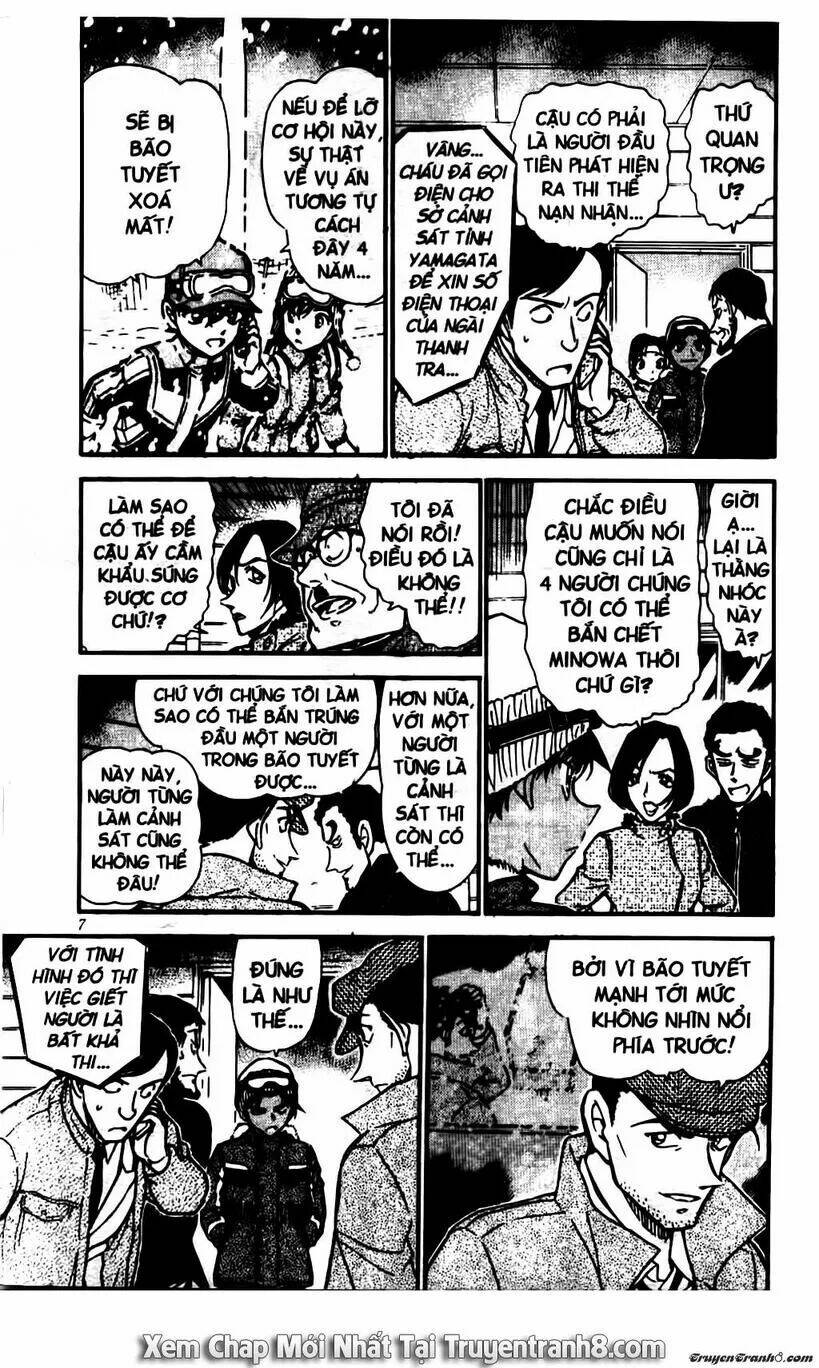 THỨ
QUAN
TRỌNG
Ư?
CẬU CÓ PHẢI
LÀ NGƯỜI ĐẦU
TIÊN PHÁT HIỆN
RA THI THỂ
NẠN NHÂN...
VÂNG...
CHÁU ĐÃ GỌI
ĐIỆN CHO
SỞ CẢNH
SÁT TỈNH
YAMAGATA
ĐỂ XIN SỐ
ĐIỆN THOẠI
CỦA NGÀI
THANH
TRA...
NẾU ĐỂ LỠ
CƠ HỘI NÀY,
SỰ THẬT
VỀ VỤ ÁN
TƯƠNG TỰ
CÁCH
ĐÂY 4
NĂM...
SẼ BỊ
BÃO
TUYẾT
XOÁ
MẤT!
GIỜI
Ạ...
LẠI LÀ
THẰNG
NHÓC
NÀY
À?
CHẮC ĐIỀU
CẬU MUỐN NÓI
CŨNG CHỈ LÀ
4 NGƯỜI CHÚNG
TÔI CÓ THỂ
BẮN CHẾT
MINOWA THÔI
CHỨ GÌ?
TÔI ĐÃ
NÓI RỒI!
ĐIỀU ĐÓ LÀ
KHÔNG
THỂ!!
LÀM SAO
CÓ THỂ ĐỂ
CẬU ẤY CẦM
KHẨU SÚNG
ĐƯỢC CƠ
CHỨ!?
HƠN NỮA,
VỚI MỘT
NGƯỜI
TỪNG LÀ
CẢNH
SÁT THÌ
CÒN CÓ
THỂ...
CHỨ VỚI CHÚNG TÔI LÀM
SAO CÓ THỂ BẮN TRÚNG
ĐẦU MỘT NGƯỜI
TRONG BÃO TUYẾT
ĐƯỢC...
NÀY NÀY,
NGƯỜI TỪNG
LÀM CẢNH
SÁT CŨNG
KHÔNG THỂ
ĐÂU!
7
BỞI VÌ BÃO TUYẾT
MẠNH TỚI MỨC
KHÔNG NHÌN NỔI
PHÍA TRƯỚC!
ĐÚNG
LÀ NHƯ
THẾ...
VỚI TÌNH
HÌNH ĐÓ THÌ
VIỆC GIẾT
NGƯỜI LÀ
BẤT KHẢ
THI...
Xem Chap Mới Nhất Tại Truyentranh8.com
TruyenTranh8.com